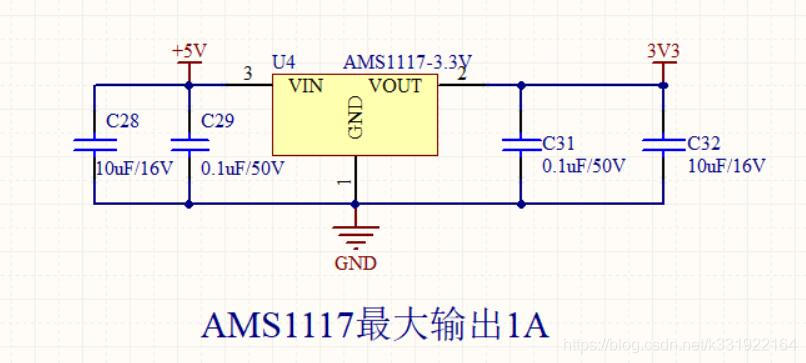 +5V
3V3
U4
AMS1117-3.3V
3
VIN
VOUT
2
GND
1
C28
10uF/16V
C29
0.1uF/50V
C31
0.1uF/50V
C32
10uF/16V
GND
AMS1117最大输出1A
https://blog.csdn.net/k331922164